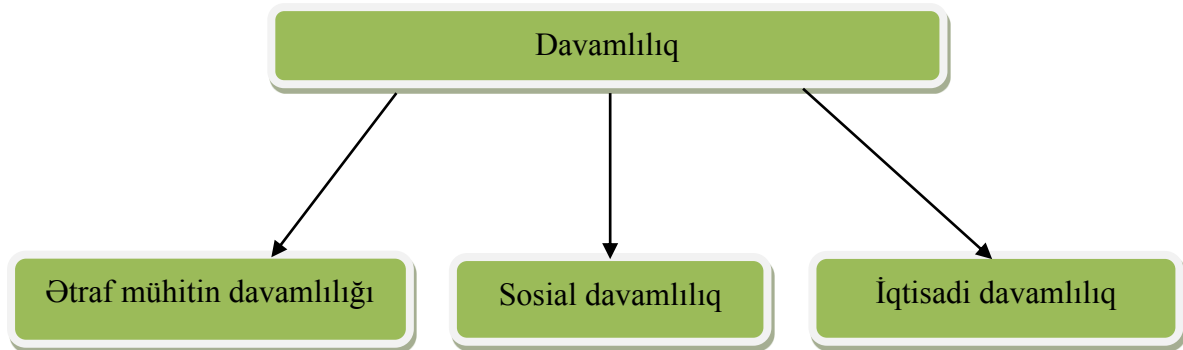 Davamlılıq
Ətraf mühitin davamlılığı
Sosial davamlılıq
İqtisadi davamlılıq